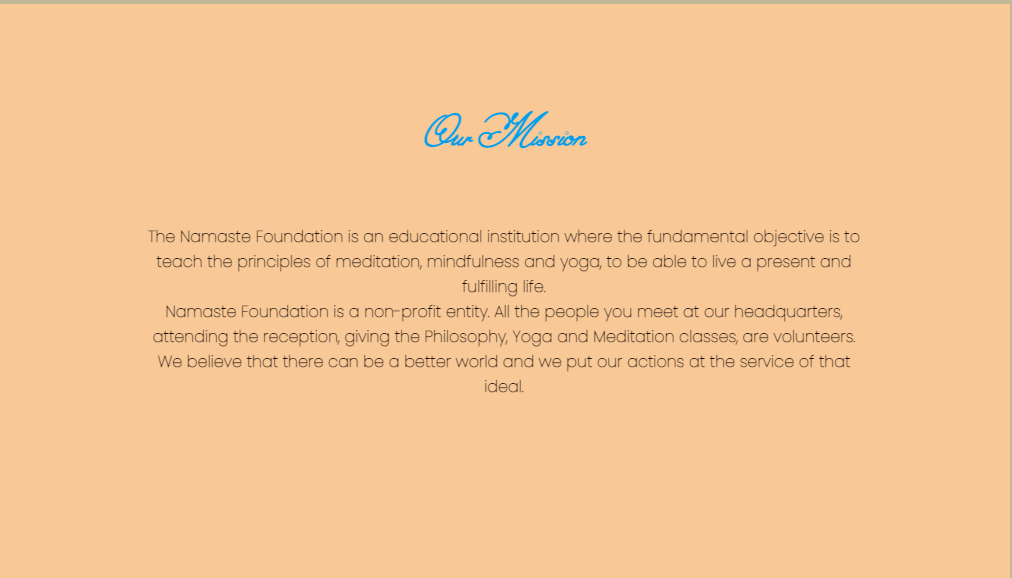 Our Mission
The Namaste Foundation is an educational institution where the fundamental objective is to
teach the principles of meditation, mindfulness and yoga, to be able to live a present and
fulfilling life.
Namaste Foundation is a non-profit entity. All the people you meet at our headquarters,
attending the reception, giving the Philosophy, Yoga and Meditation classes, are volunteers.
We believe that there can be a better world and we put our actions at the service of that
ideal.